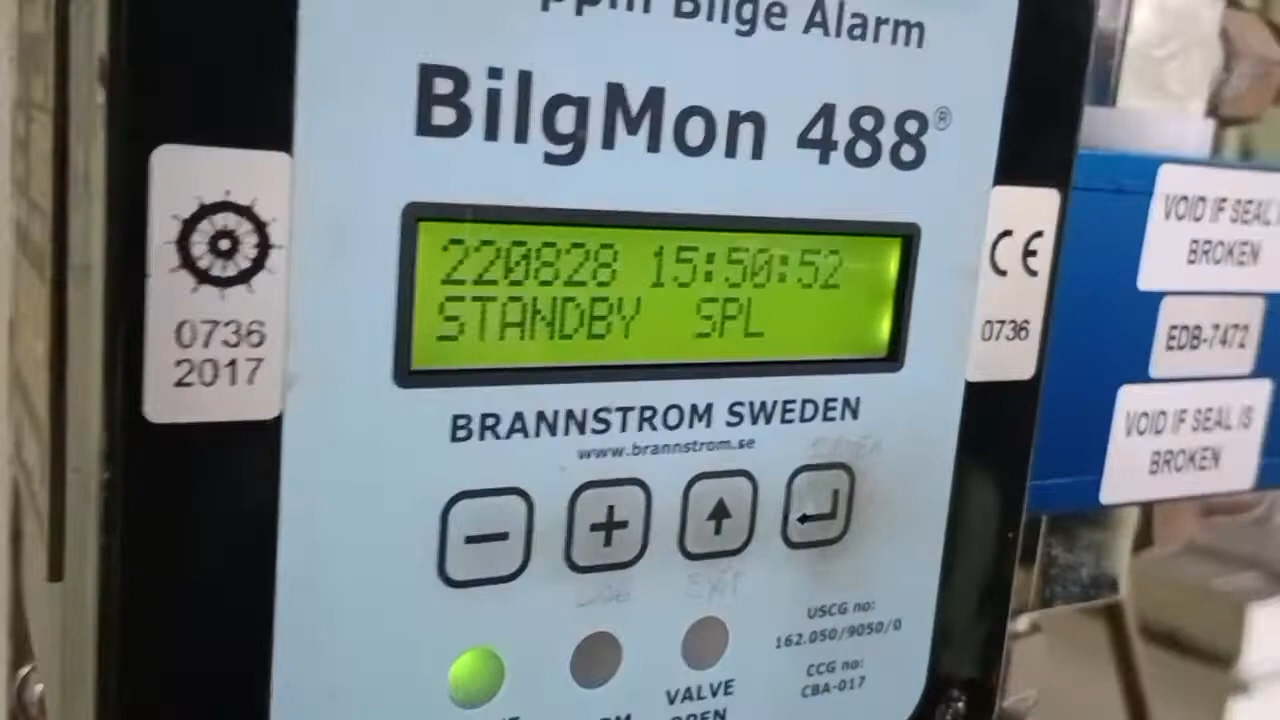 ppm Bilge Alarm
BilgMon 488®
220828 15:50:52
STANDBY SPL
BRANNSTROM SWEDEN
www.brannstrom.se
USCG no:
162.050/9050/0
CCG no:
CBA-017
VALVE
OPEN
0736
2017
CE
0736
VOID IF SEAL
BROKEN
EDB-7472
VOID IF SEAL IS
BROKEN